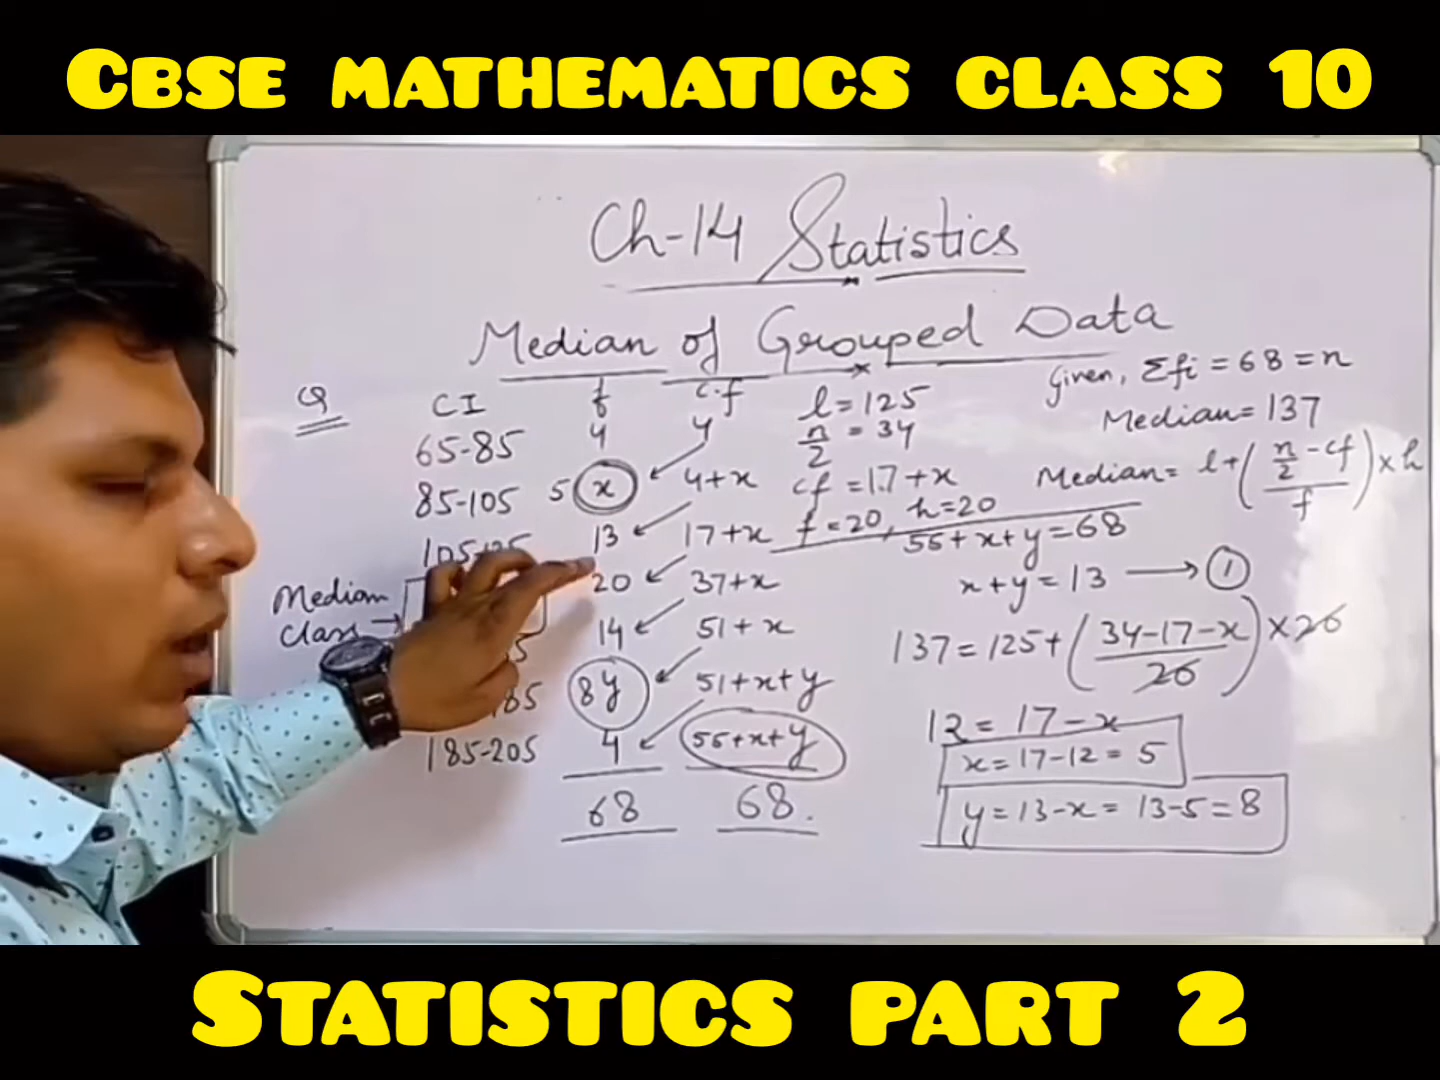 CBSE MATHEMATICS CLASS 10
Ch-14 Statistics
Median of Grouped Data
Q
CI f c.f
65-85 4 4
85-105 5 x 4+x
105-125 13 17+x
Median class → 20 37+x
14 51+x
85 8 y 51+x+y
185-205 4 55+x+y
68 68.
l=125
n/2 = 34
cf = 17+x
f=20, h=20
Given, Σfi = 68 = n
Median = 137
Median = l+((n/2 - cf)/f)×h
55+x+y=68
x+y=13 → 1
137=125+((34-17-x)/20)×20
12=17-x
x=17-12=5
y=13-x=13-5=8
STATISTICS PART 2